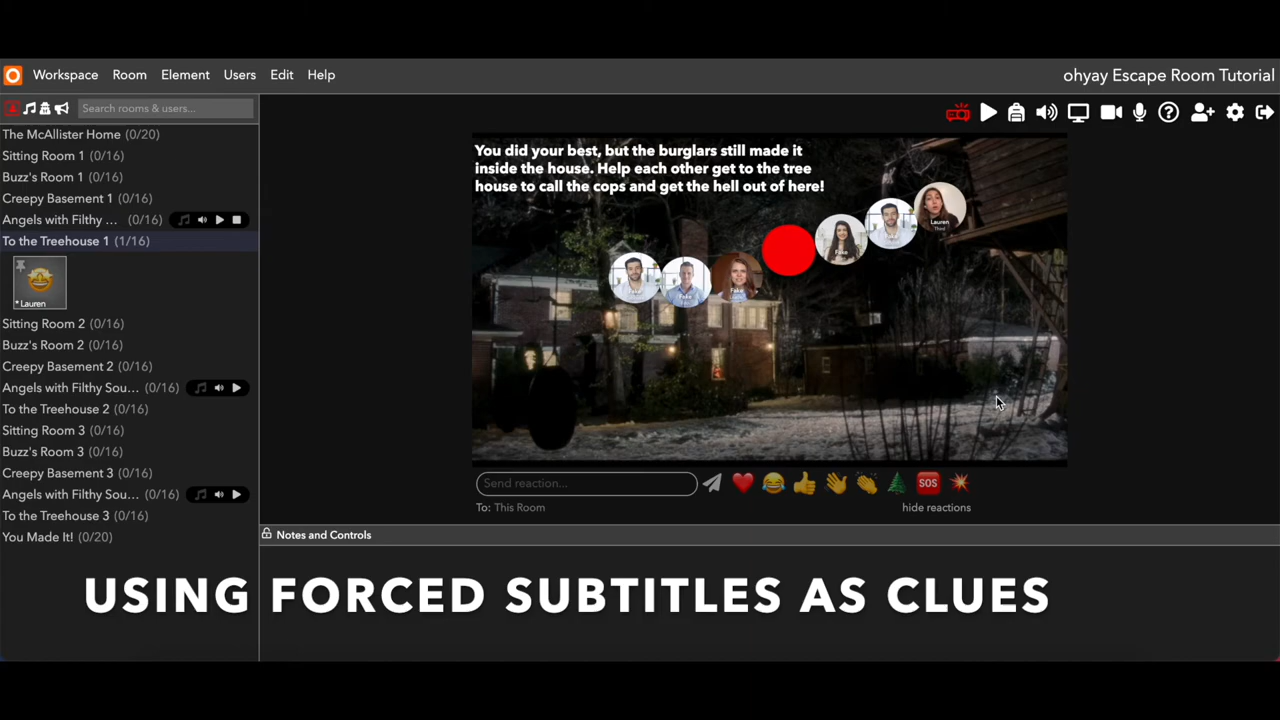 Workspace Room Element Users Edit Help
ohyay Escape Room Tutorial
Search rooms & users...
The McAllister Home (0/20)
Sitting Room 1 (0/16)
Buzz's Room 1 (0/16)
Creepy Basement 1 (0/16)
Angels with Filthy ... (0/16)
To the Treehouse 1 (1/16)
* Lauren
Sitting Room 2 (0/16)
Buzz's Room 2 (0/16)
Creepy Basement 2 (0/16)
Angels with Filthy Sou... (0/16)
To the Treehouse 2 (0/16)
Sitting Room 3 (0/16)
Buzz's Room 3 (0/16)
Creepy Basement 3 (0/16)
Angels with Filthy Sou... (0/16)
To the Treehouse 3 (0/16)
You Made It! (0/20)
You did your best, but the burglars still made it
inside the house. Help each other get to the tree
house to call the cops and get the hell out of here!
Lauren
Third
Fake
Fake
Fake
Send reaction...
SOS
To: This Room
hide reactions
Notes and Controls
USING FORCED SUBTITLES AS CLUES